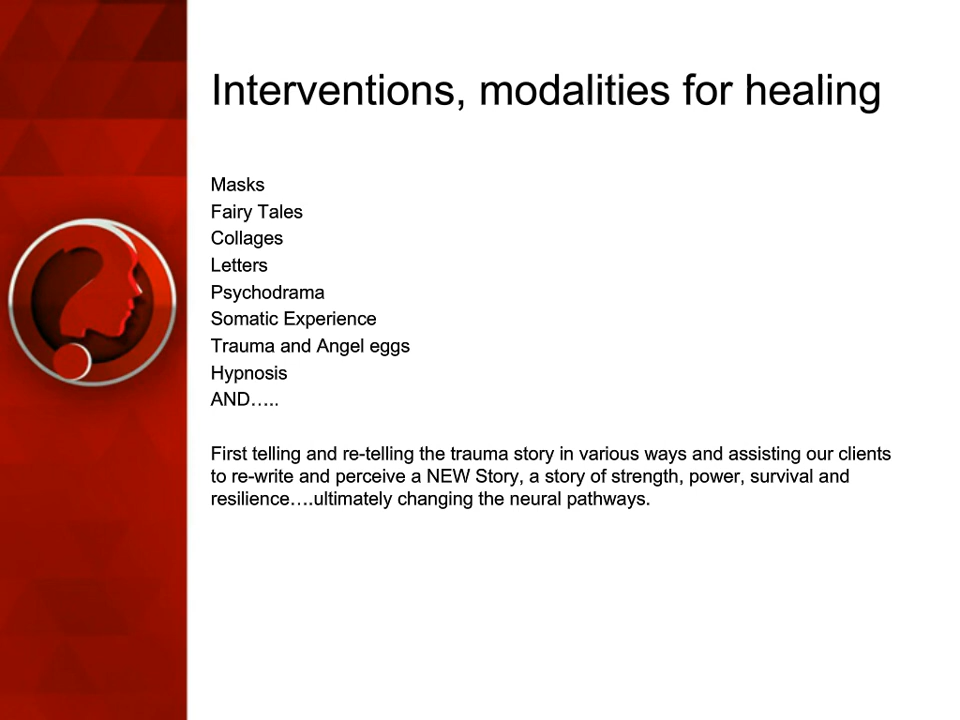 Interventions, modalities for healing
Masks
Fairy Tales
Collages
Letters
Psychodrama
Somatic Experience
Trauma and Angel eggs
Hypnosis
AND…..
First telling and re-telling the trauma story in various ways and assisting our clients
to re-write and perceive a NEW Story, a story of strength, power, survival and
resilience….ultimately changing the neural pathways.